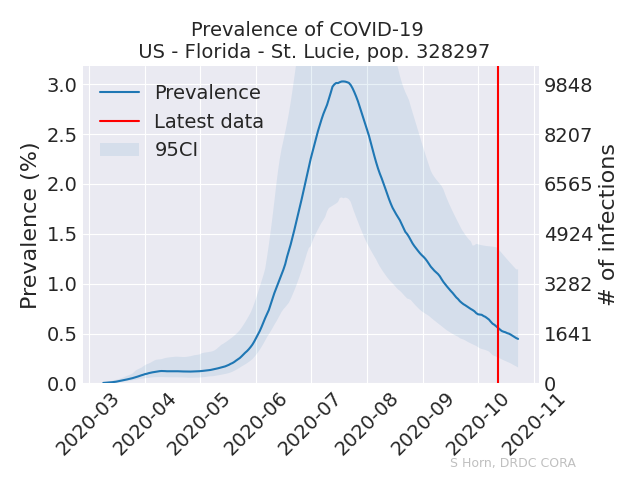 Prevalence of COVID-19
US - Florida - St. Lucie, pop. 328297
Prevalence (%)
3.0
2.5
2.0
1.5
1.0
0.5
0.0
Prevalence
Latest data
95CI
9848
8207
6565
4924
3282
1641
0
# of infections
2020-03
2020-04
2020-05
2020-06
2020-07
2020-08
2020-09
2020-10
2020-11
S Horn, DRDC CORA